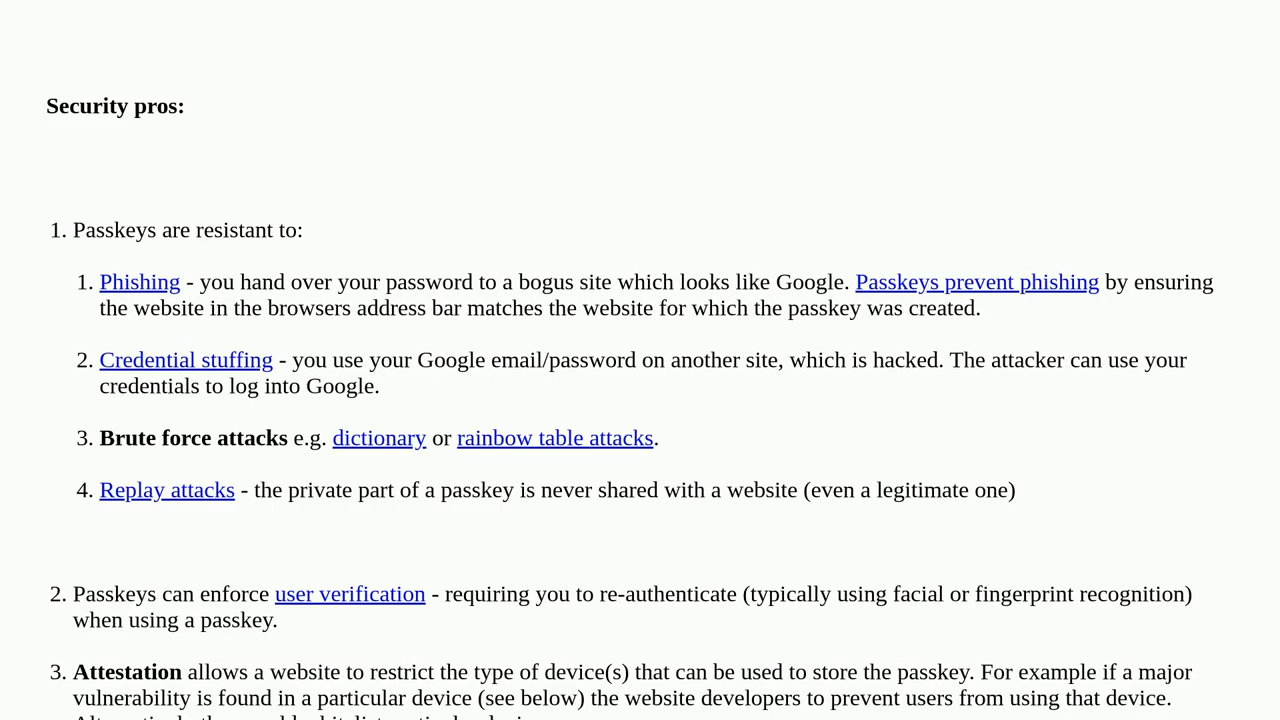 Security pros:
1. Passkeys are resistant to:
1. Phishing - you hand over your password to a bogus site which looks like Google. Passkeys prevent phishing by ensuring
the website in the browsers address bar matches the website for which the passkey was created.
2. Credential stuffing - you use your Google email/password on another site, which is hacked. The attacker can use your
credentials to log into Google.
3. Brute force attacks e.g. dictionary or rainbow table attacks.
4. Replay attacks - the private part of a passkey is never shared with a website (even a legitimate one)
2. Passkeys can enforce user verification - requiring you to re-authenticate (typically using facial or fingerprint recognition)
when using a passkey.
3. Attestation allows a website to restrict the type of device(s) that can be used to store the passkey. For example if a major
vulnerability is found in a particular device (see below) the website developers to prevent users from using that device.